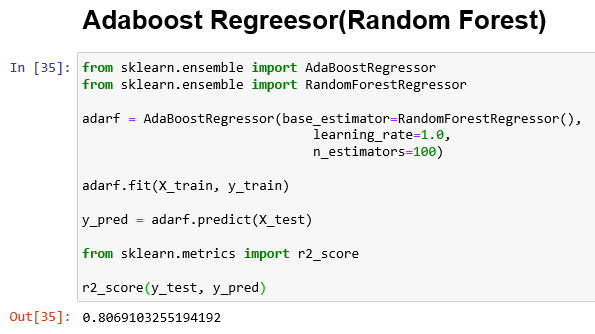 Adaboost Regreesor(Random Forest)
In [35]: from sklearn.ensemble import AdaBoostRegressor
from sklearn.ensemble import RandomForestRegressor
adarf = AdaBoostRegressor(base_estimator=RandomForestRegressor(),
learning_rate=1.0,
n_estimators=100)
adarf.fit(X_train, y_train)
y_pred = adarf.predict(X_test)
from sklearn.metrics import r2_score
r2_score(y_test, y_pred)
Out[35]: 0.8069103255194192